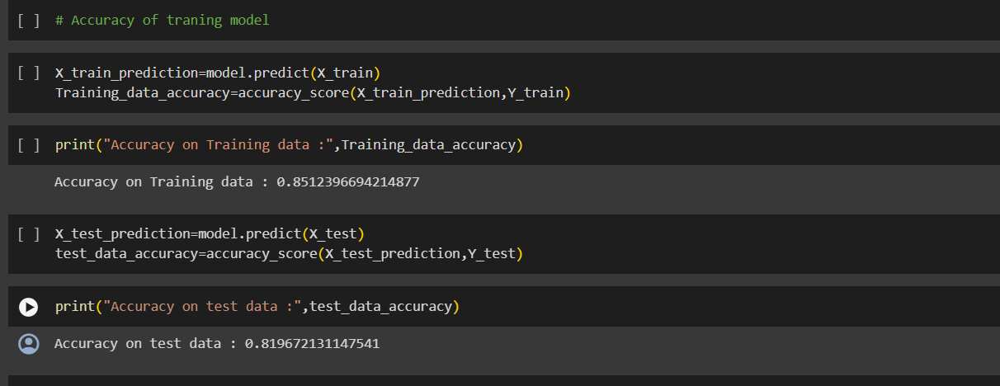 [ ] # Accuracy of traning model
[ ] X_train_prediction=model.predict(X_train)
Training_data_accuracy=accuracy_score(X_train_prediction,Y_train)
[ ] print("Accuracy on Training data :",Training_data_accuracy)
Accuracy on Training data : 0.8512396694214877
[ ] X_test_prediction=model.predict(X_test)
test_data_accuracy=accuracy_score(X_test_prediction,Y_test)
print("Accuracy on test data :",test_data_accuracy)
Accuracy on test data : 0.819672131147541